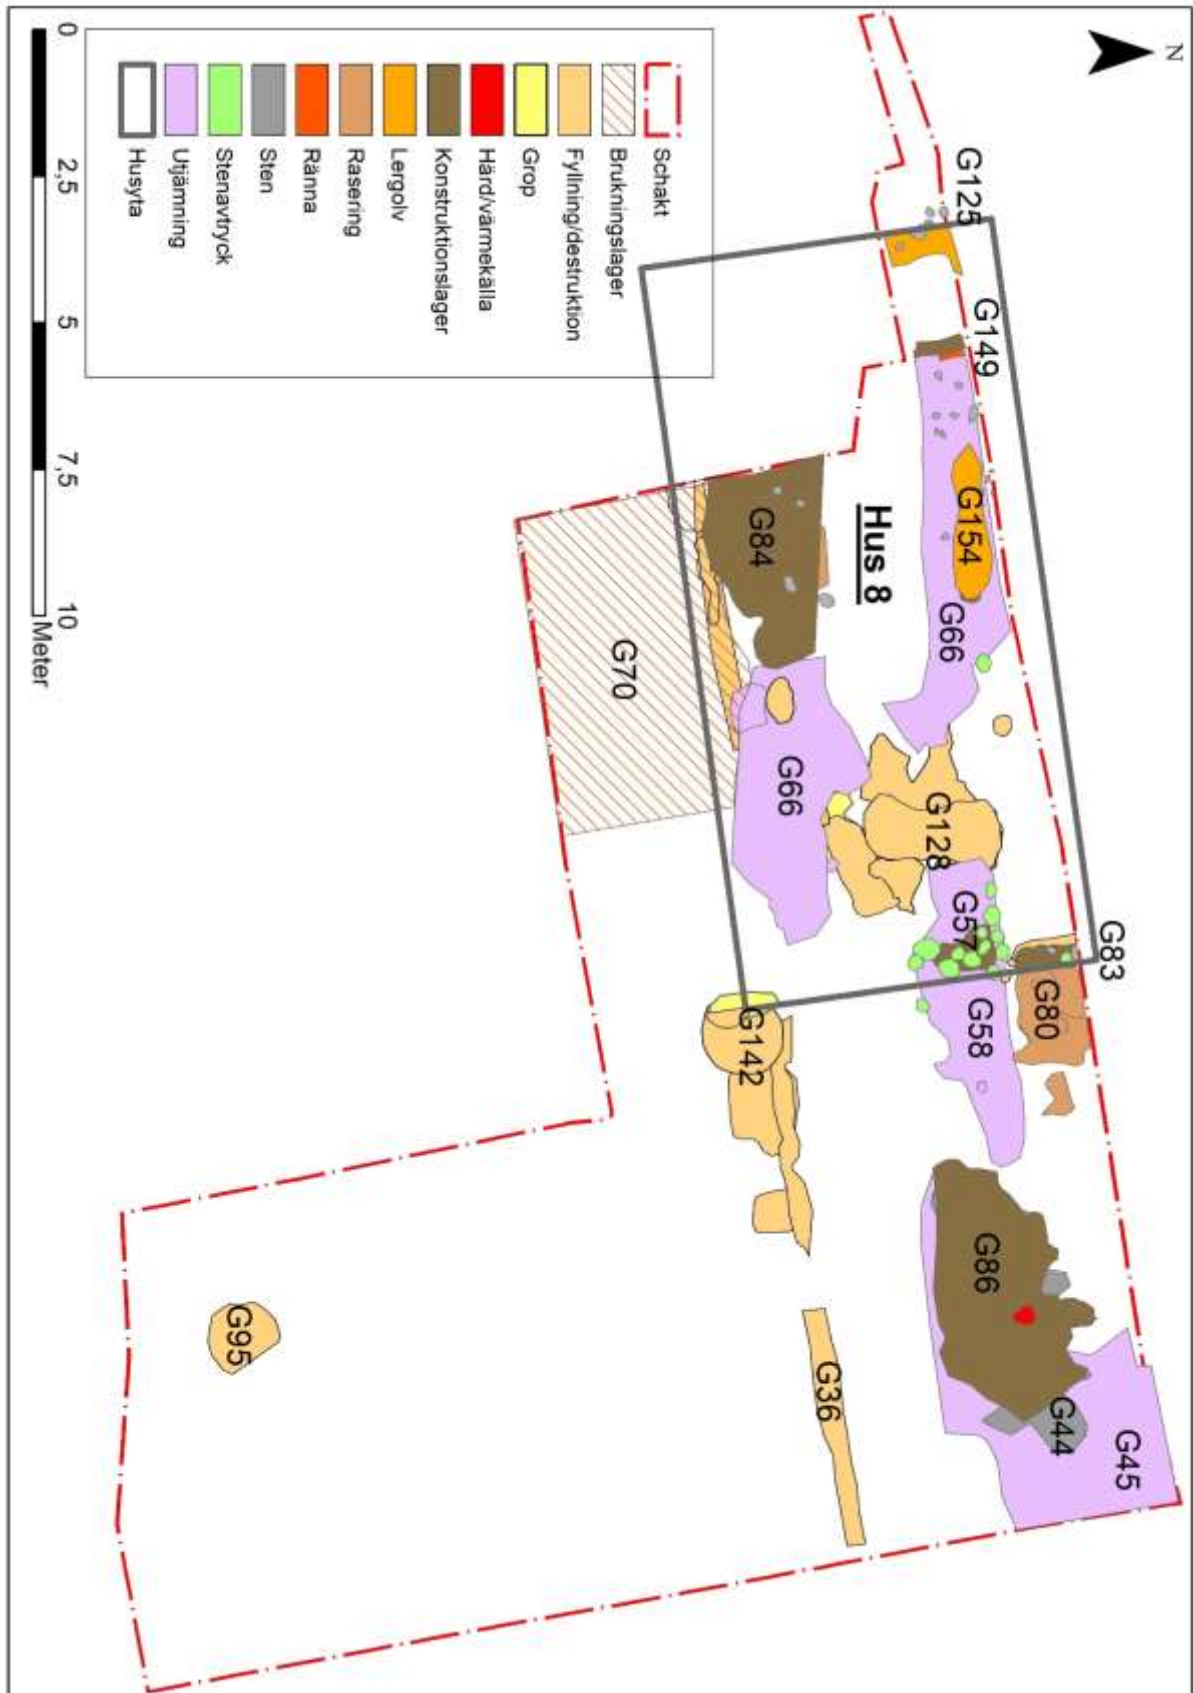 N
G125
G149
G154
G66
Hus 8
G84
G70
G66
G128
G57
G83
G80
G58
G142
G86
G44
G45
G36
G95
Schakt
Brukningslager
Fyllning/destruktion
Grop
Härd/värmekälla
Konstruktionslager
Lergolv
Rasering
Ränna
Sten
Stenavtryck
Utjämning
Husyta
0 2,5 5 7,5 10
Meter